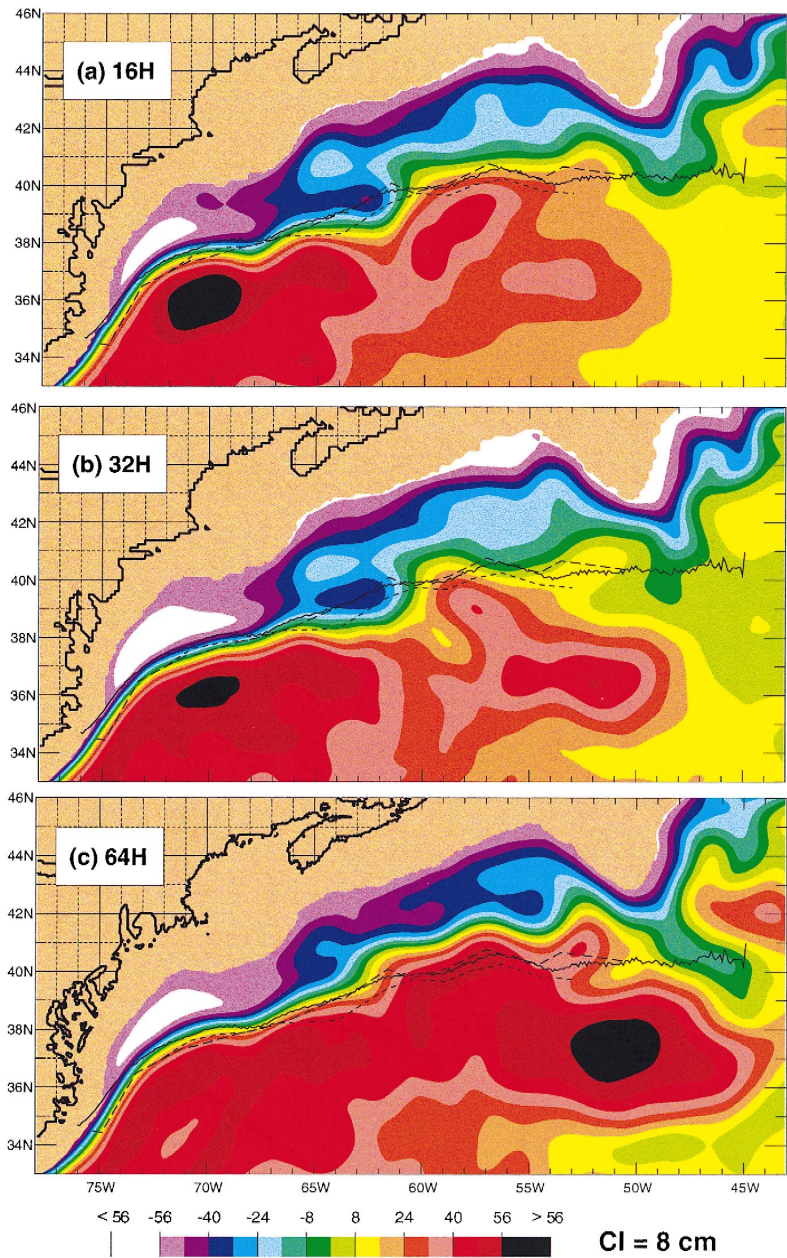 46N
44N
42N
40N
38N
36N
34N
(a) 16H
46N
44N
42N
40N
38N
36N
34N
(b) 32H
46N
44N
42N
40N
38N
36N
34N
(c) 64H
75W 70W 65W 60W 55W 50W 45W
< 56 -56 -40 -24 -8 8 24 40 56 > 56
CI = 8 cm